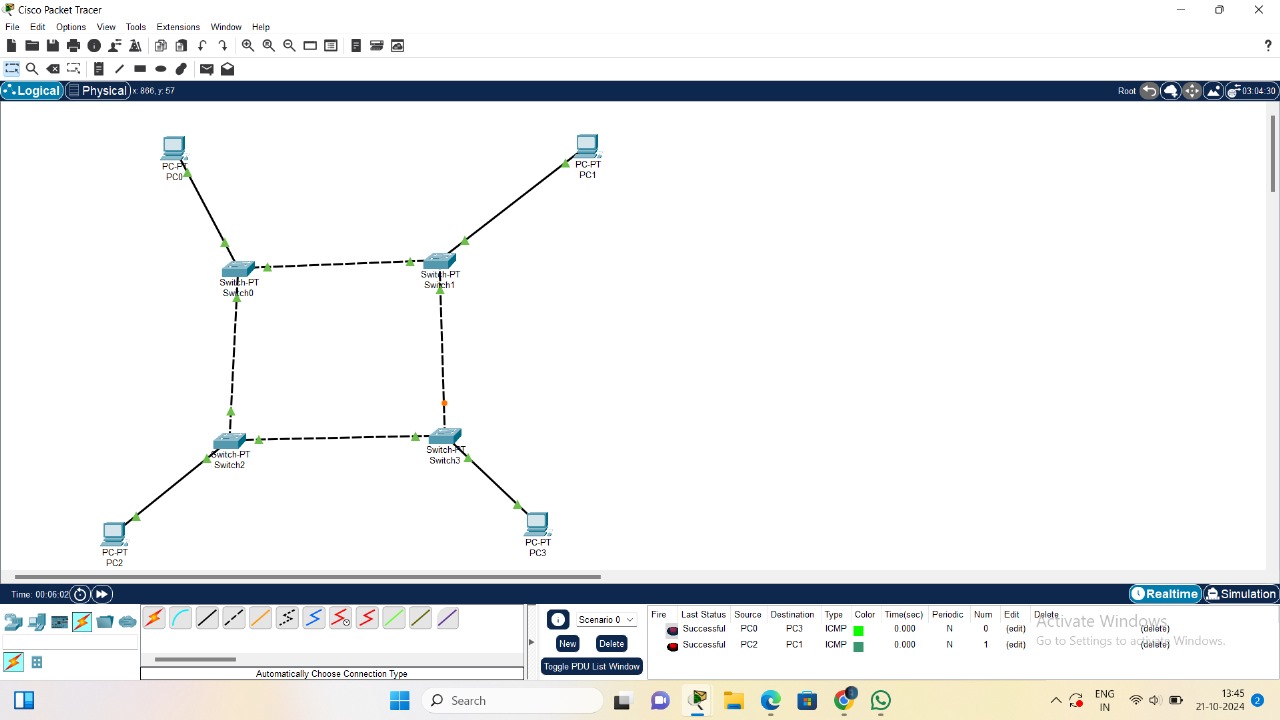 Cisco Packet Tracer
File Edit Options View Tools Extensions Window Help
?
Logical Physical x: 866, y: 57 Root 03:04:30
PC-PT
PC0
PC-PT
PC1
Switch-PT
Switch0
Switch-PT
Switch1
Switch-PT
Switch2
Switch-PT
Switch3
PC-PT
PC2
PC-PT
PC3
Time: 00:06:02 Realtime Simulation
Scenario 0
New Delete
Toggle PDU List Window
Automatically Choose Connection Type
Fire Last Status Source Destination Type Color Time(sec) Periodic Num Edit Delete
Successful PC0 PC3 ICMP 0.000 N 0 (edit) (delete)
Successful PC2 PC1 ICMP 0.000 N 1 (edit) (delete)
Activate Windows
Go to Settings to activate Windows.
Search
ENG
IN
13:45
21-10-2024
2